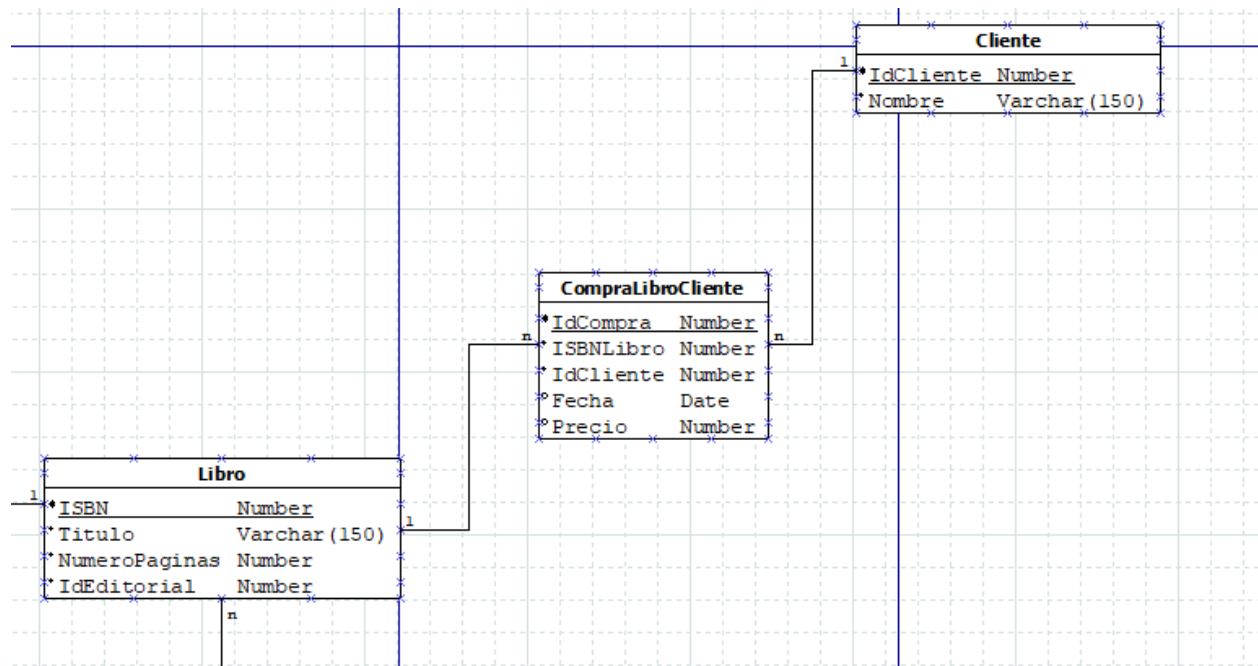 Cliente
1
IdCliente Number
Nombre Varchar(150)
CompraLibroCliente
IdCompra Number
n
ISBNLibro Number
n
IdCliente Number
Fecha Date
Precio Number
Libro
1
ISBN Number
1
Titulo Varchar(150)
NumeroPaginas Number
IdEditorial Number
n